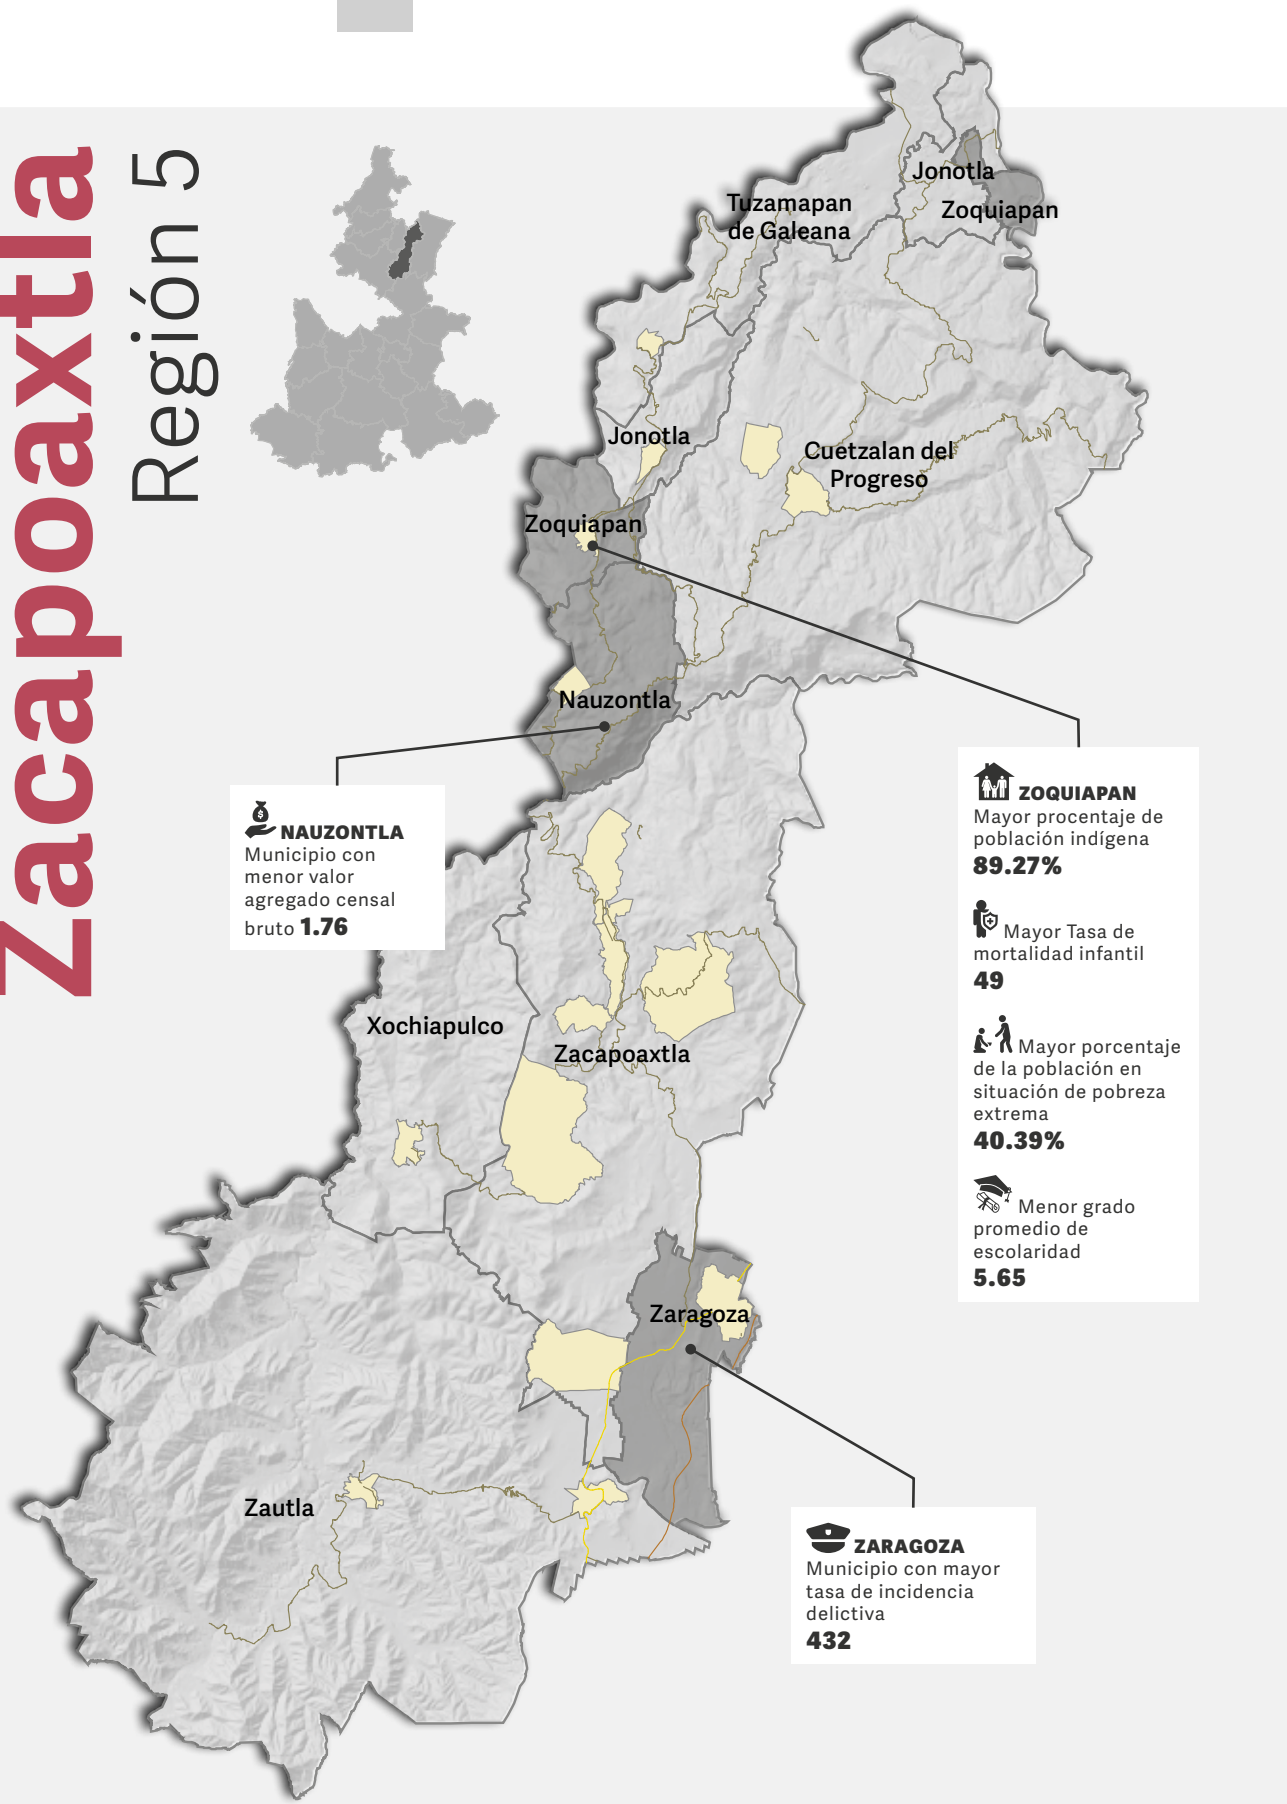 Zacapoaxtla
Región 5
Jonotla
Zoquiapan
Tuzamapan
de Galeana
Jonotla
Cuetzalan del
Progreso
Zoquiapan
Nauzontla
NAUZONTLA
Municipio con
menor valor
agregado censal
bruto 1.76
ZOQUIAPAN
Mayor procentaje de
población indígena
89.27%
Mayor Tasa de
mortalidad infantil
49
Mayor porcentaje
de la población en
situación de pobreza
extrema
40.39%
Menor grado
promedio de
escolaridad
5.65
Xochiapulco
Zacapoaxtla
Zaragoza
Zautla
ZARAGOZA
Municipio con mayor
tasa de incidencia
delictiva
432